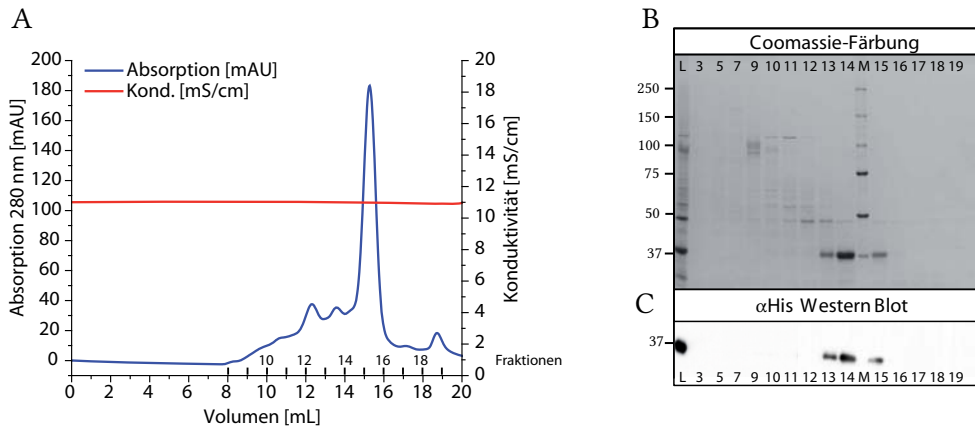 A
Absorption 280 nm [mAU]
200
180
160
140
120
100
80
60
40
20
0
Absorption [mAU]
Kond. [mS/cm]
20
18
16
14
12
10
8
6
4
2
0
Konduktivität [mS/cm]
10 12 14 16 18 Fraktionen
0 2 4 6 8 10 12 13 14 15 17 20
Volumen [mL]
B
Coomassie-Färbung
L 3 5 7 9 10 11 12 13 14 M 15 16 17 18 19
250
150
100
75
50
37
C
αHis Western Blot
37
L 3 5 7 9 10 11 12 13 14 M 15 16 17 18 19